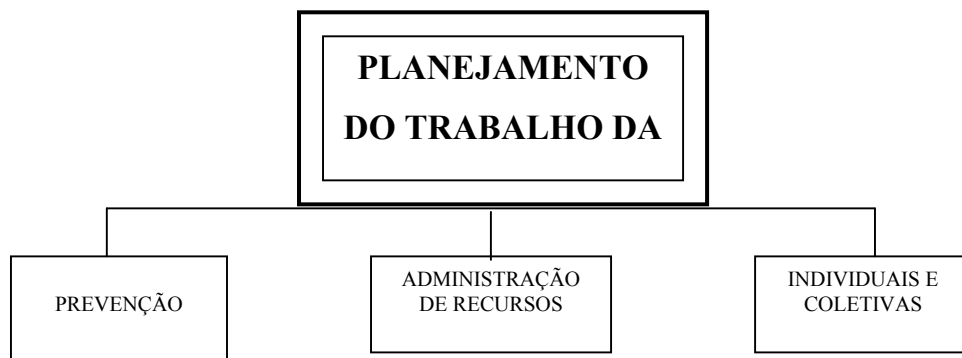 PLANEJAMENTO
DO TRABALHO DA
PREVENÇÃO
ADMINISTRAÇÃO
DE RECURSOS
INDIVIDUAIS E
COLETIVAS